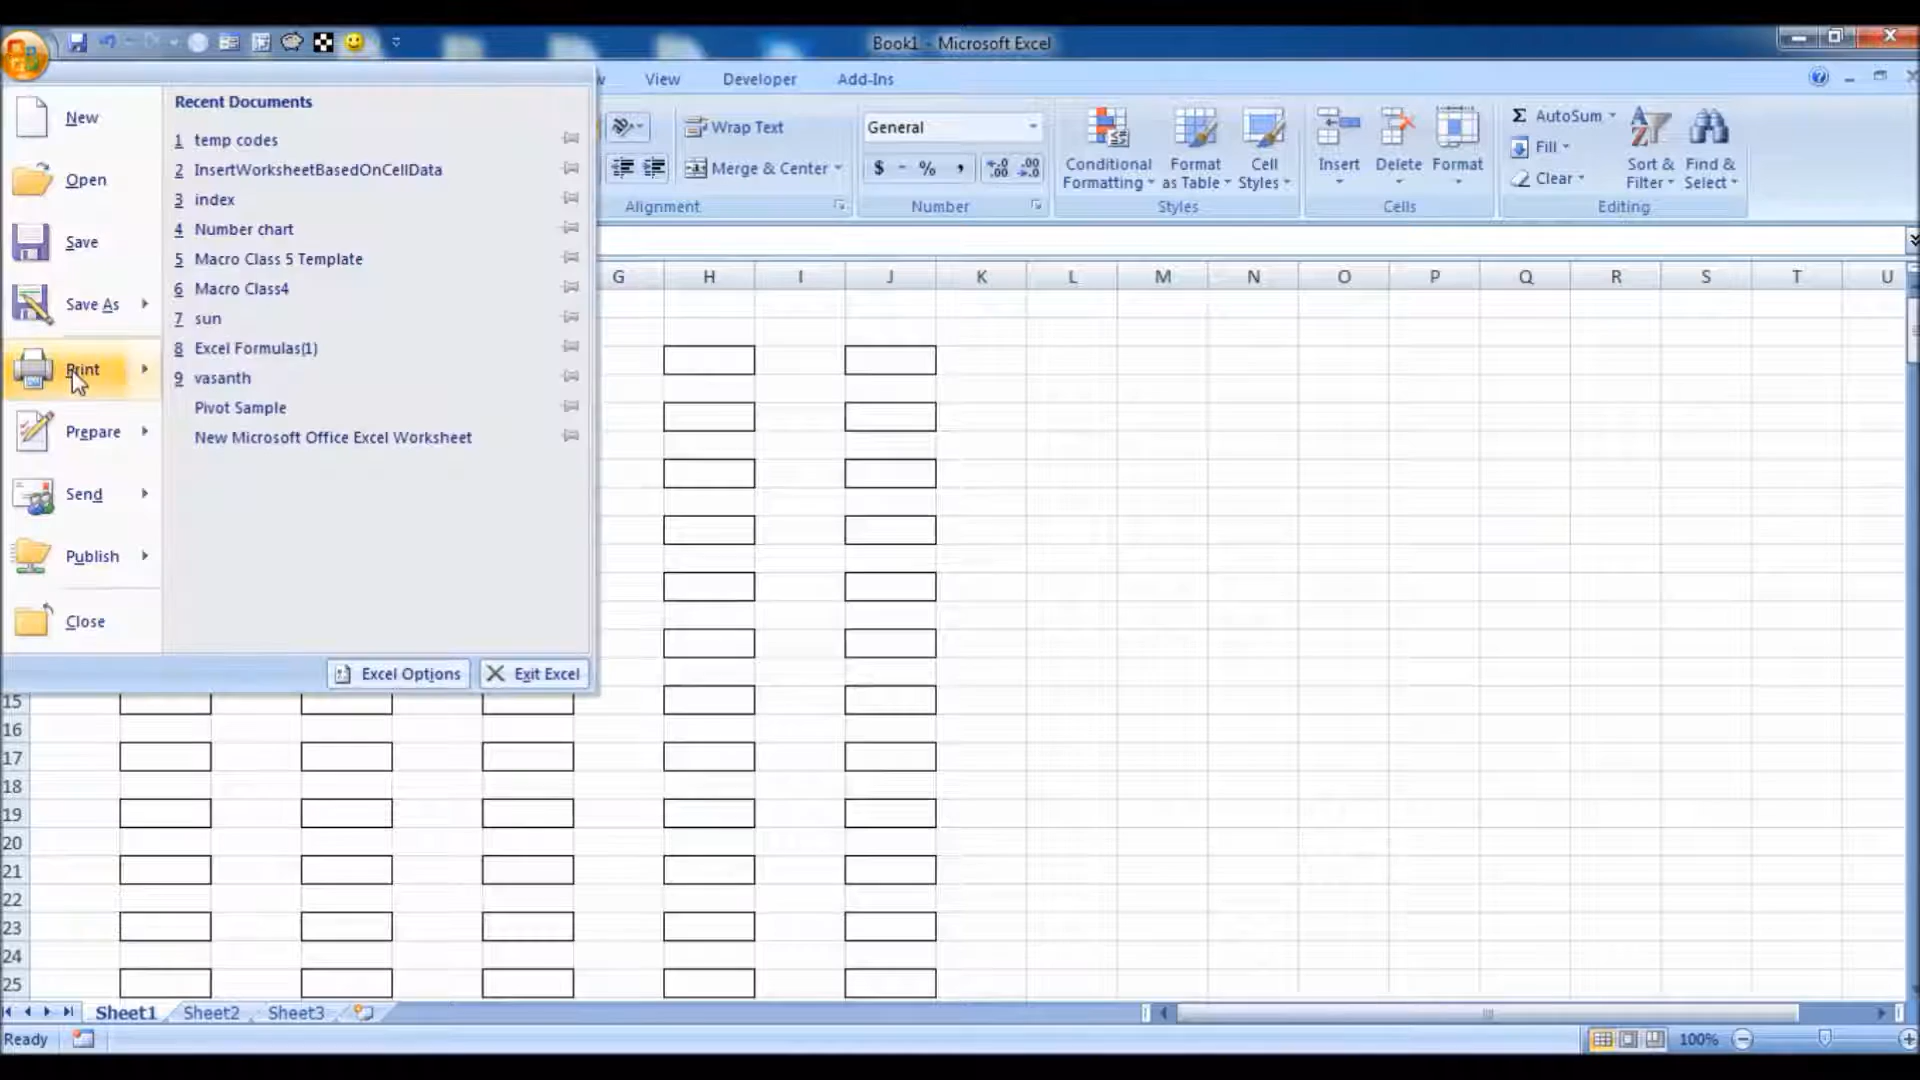 Book1 - Microsoft Excel
View
Developer
Add-Ins
New
Open
Save
Save As
Print
Prepare
Send
Publish
Close
Recent Documents
1 temp codes
2 InsertWorksheetBasedOnCellData
3 index
4 Number chart
5 Macro Class 5 Template
6 Macro Class4
7 sun
8 Excel Formulas(1)
9 vasanth
Pivot Sample
New Microsoft Office Excel Worksheet
Excel Options
Exit Excel
Wrap Text
Merge & Center
Alignment
General
$ - % ,
Number
Conditional Formatting
Format as Table
Cell Styles
Styles
Insert
Delete
Format
Cells
Σ AutoSum
Fill
Clear
Sort & Filter
Find & Select
Editing
G H I J K L M N O P Q R S T U
15
16
17
18
19
20
21
22
23
24
25
Sheet1
Sheet2
Sheet3
Ready
100%